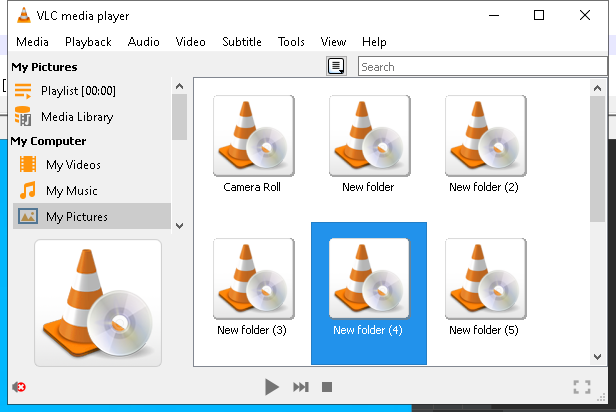 VLC media player
Media Playback Audio Video Subtitle Tools View Help
My Pictures
Search
Playlist [00:00]
Media Library
My Computer
My Videos
My Music
My Pictures
Camera Roll New folder New folder (2)
New folder (3) New folder (4) New folder (5)